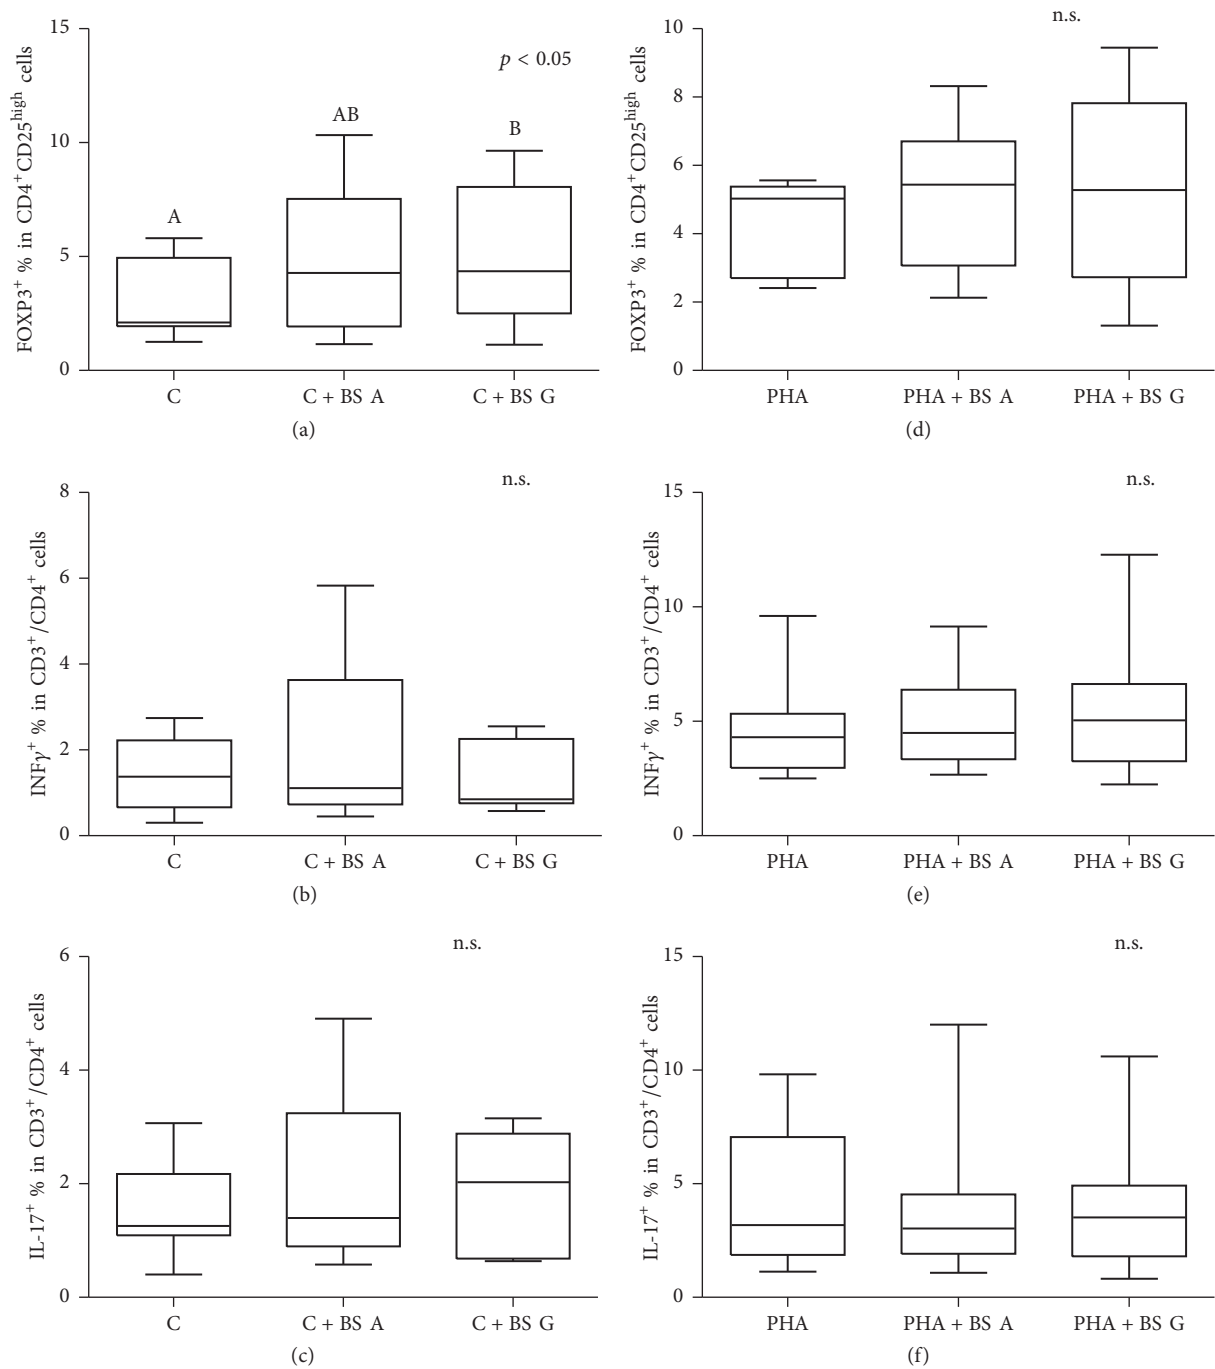 FOXP3⁺ % in CD4⁺CD25ʰⁱᵍʰ cells
15
10
5
0
p < 0.05
A
AB
B
C
C + BS A
C + BS G
(a)
FOXP3⁺ % in CD4⁺CD25ʰⁱᵍʰ cells
n.s.
10
8
6
4
2
0
PHA
PHA + BS A
PHA + BS G
(d)
INFγ⁺ % in CD3⁺/CD4⁺ cells
n.s.
8
6
4
2
0
C
C + BS A
C + BS G
(b)
INFγ⁺ % in CD3⁺/CD4⁺ cells
n.s.
15
10
5
0
PHA
PHA + BS A
PHA + BS G
(e)
IL-17⁺ % in CD3⁺/CD4⁺ cells
n.s.
6
4
2
0
C
C + BS A
C + BS G
(c)
IL-17⁺ % in CD3⁺/CD4⁺ cells
n.s.
15
10
5
0
PHA
PHA + BS A
PHA + BS G
(f)